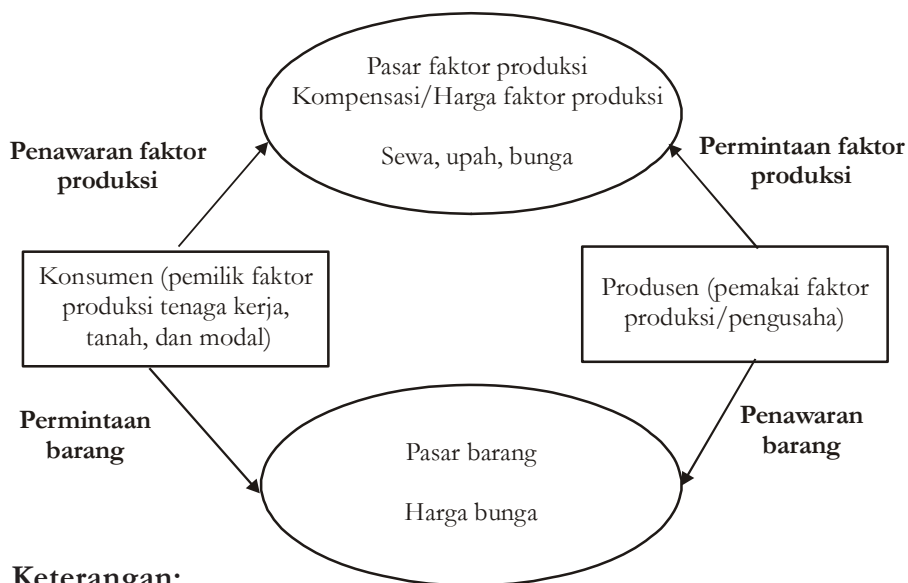 Pasar faktor produksi
Kompensasi/Harga faktor produksi
Sewa, upah, bunga
Penawaran faktor
produksi
Permintaan faktor
produksi
Konsumen (pemilik faktor
produksi tenaga kerja,
tanah, dan modal)
Produsen (pemakai faktor
produksi/pengusaha)
Permintaan
barang
Penawaran
barang
Pasar barang
Harga bunga
Keterangan: